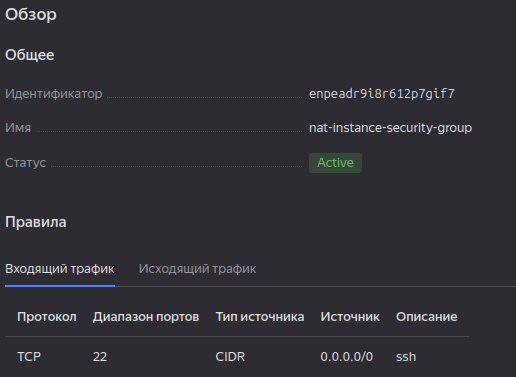 Обзор
Общее
Идентификатор enpeadr9i8r612p7gif7
Имя nat-instance-security-group
Статус Active
Правила
Входящий трафик Исходящий трафик
Протокол Диапазон портов Тип источника Источник Описание
TCP 22 CIDR 0.0.0.0/0 ssh